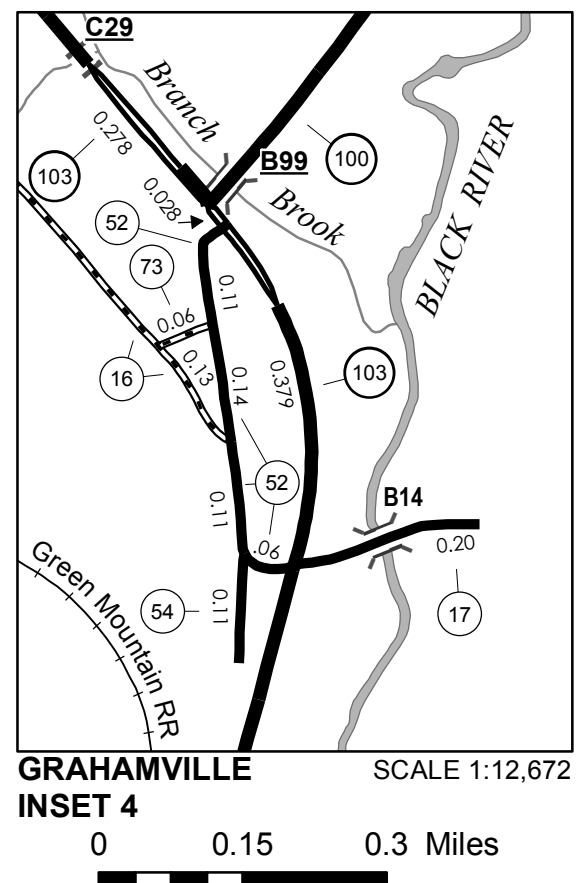 C29
Branch
0.278
103
B99
100
0.028
Brook
52
BLACK RIVER
73
0.11
0.06
16
0.13
0.14
0.379
103
52
B14
0.11
.06
0.20
Green Mountain RR
54
0.11
17
GRAHAMVILLE SCALE 1:12,672
INSET 4
0 0.15 0.3 Miles